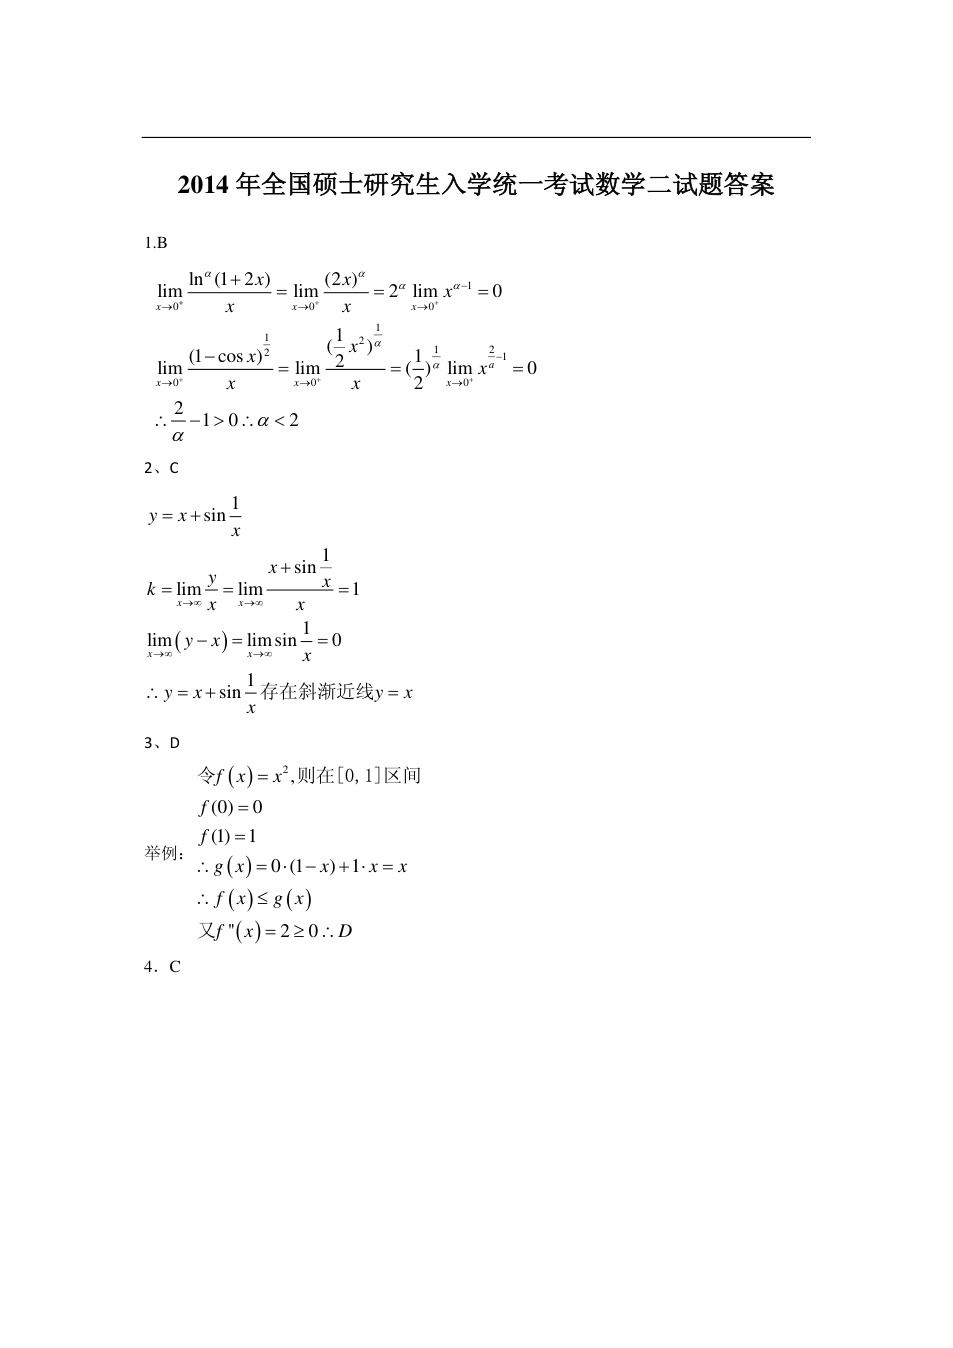 2014 年全国硕士研究生入学统一考试数学二试题答案
1.B
lim_{x→0⁺} ln^α(1+2x)/x = lim_{x→0⁺} (2x)^α/x = 2^α lim_{x→0⁺} x^{α−1} = 0
lim_{x→0⁺} (1−cos x)^{1/2}/x = lim_{x→0⁺} (1/2 x²)^{1/α}/x = (1/2)^{1/α} lim_{x→0⁺} x^{2/a−1} = 0
∴ 2/α −1 > 0 ∴ α < 2
2、C
y = x + sin 1/x
k = lim_{x→∞} y/x = lim_{x→∞} (x + sin 1/x)/x = 1
lim_{x→∞} (y − x) = lim_{x→∞} sin 1/x = 0
∴ y = x + sin 1/x 存在斜渐近线y = x
3、D
举例：
令f(x) = x²,则在[0,1]区间
f(0) = 0
f(1) = 1
∴ g(x) = 0·(1−x)+1·x = x
∴ f(x) ≤ g(x)
又f "(x) = 2 ≥ 0 ∴ D
4．C